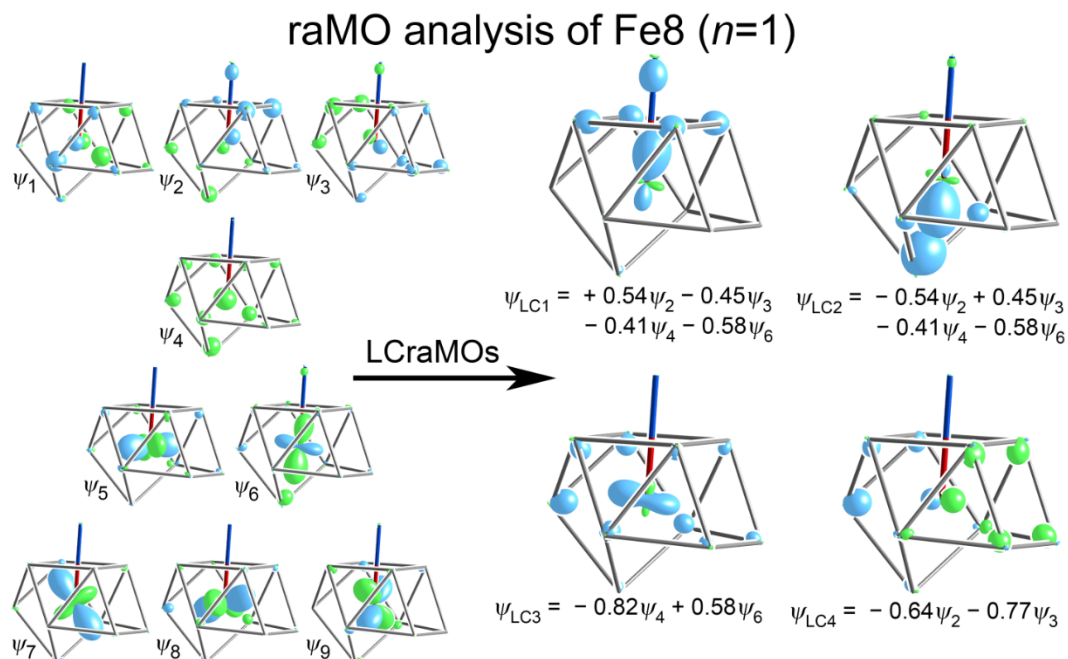 raMO analysis of Fe8 (n=1)
ψ1
ψ2
ψ3
ψ4
LCraMOs
ψ5
ψ6
ψ7
ψ8
ψ9
ψLC1 = + 0.54ψ2 − 0.45ψ3
− 0.41ψ4 − 0.58ψ6
ψLC2 = − 0.54ψ2 + 0.45ψ3
− 0.41ψ4 − 0.58ψ6
ψLC3 = − 0.82ψ4 + 0.58ψ6
ψLC4 = − 0.64ψ2 − 0.77ψ3